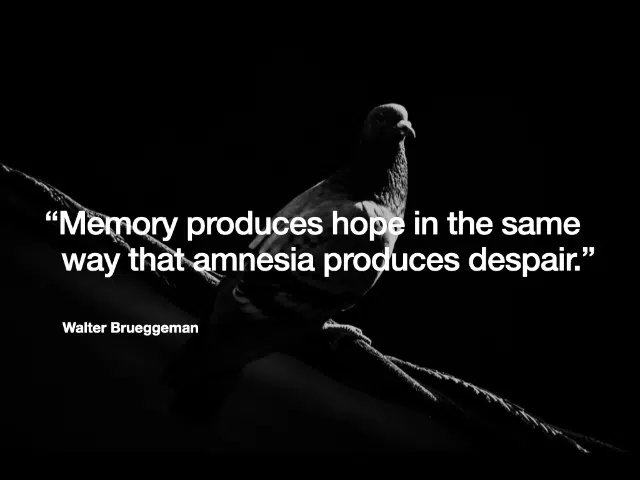 “Memory produces hope in the same
way that amnesia produces despair.”
Walter Brueggeman